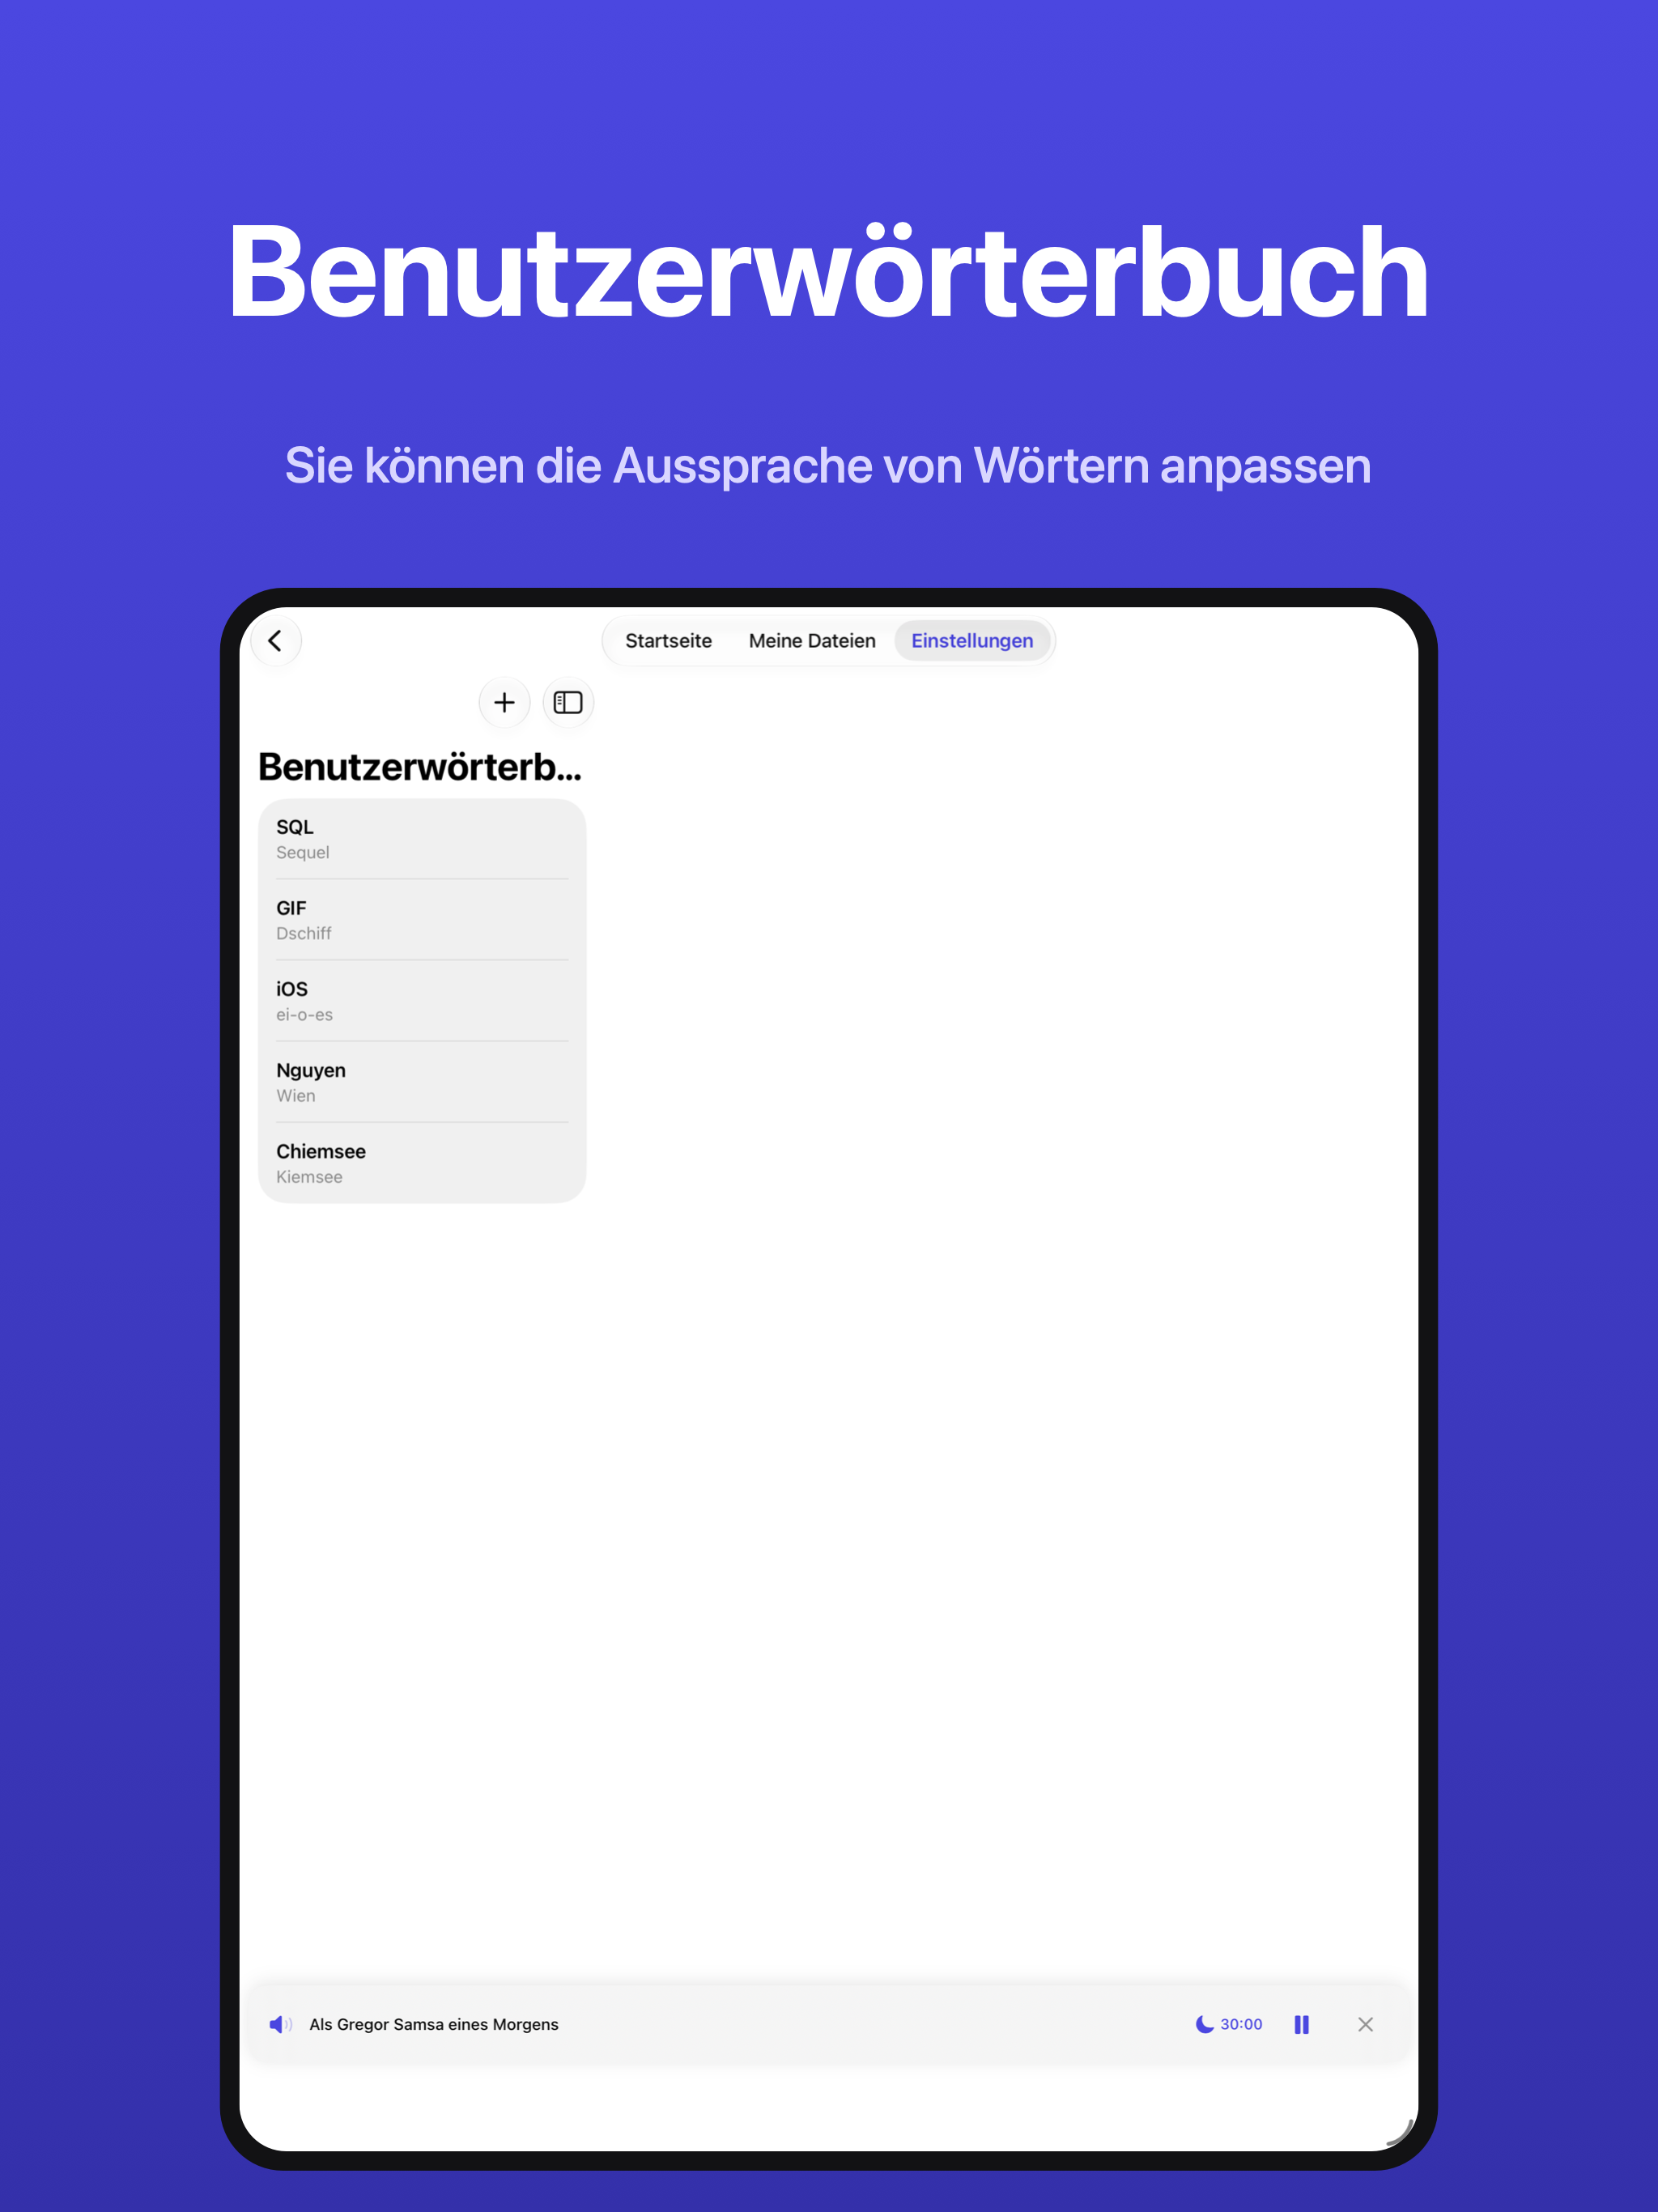 Benutzerwörterbuch
Sie können die Aussprache von Wörtern anpassen
Startseite Meine Dateien Einstellungen
Benutzerwörterb...
SQL
Sequel
GIF
Dschiff
iOS
ei-o-es
Nguyen
Wien
Chiemsee
Kiemsee
Als Gregor Samsa eines Morgens 30:00